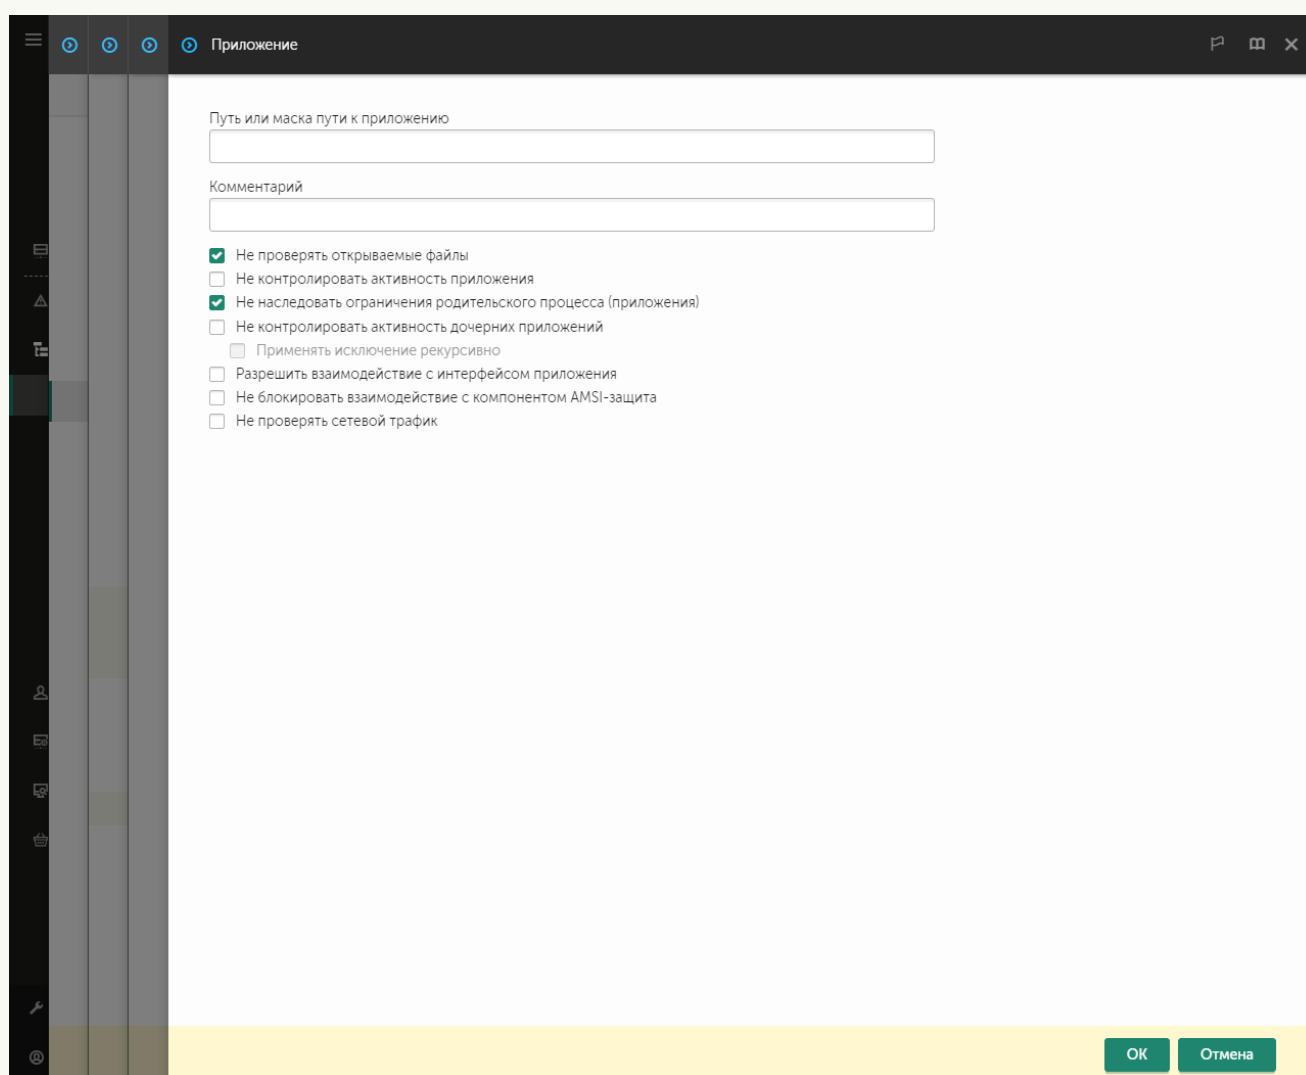 Приложение
Путь или маска пути к приложению
Комментарий
Не проверять открываемые файлы
Не контролировать активность приложения
Не наследовать ограничения родительского процесса (приложения)
Не контролировать активность дочерних приложений
Применять исключение рекурсивно
Разрешить взаимодействие с интерфейсом приложения
Не блокировать взаимодействие с компонентом AMSI-защита
Не проверять сетевой трафик
ОК
Отмена